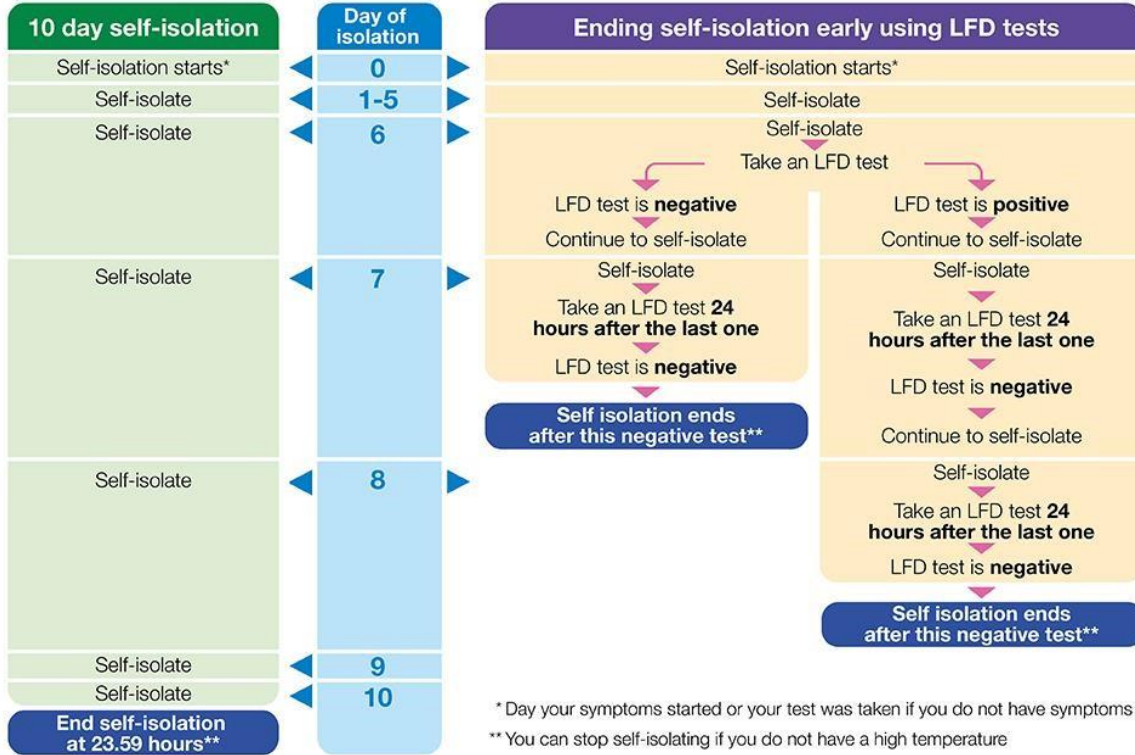 10 day self-isolation
Day of
isolation
Ending self-isolation early using LFD tests
Self-isolation starts*
0
Self-isolation starts*
Self-isolate
1-5
Self-isolate
Self-isolate
6
Self-isolate
Take an LFD test
LFD test is negative
LFD test is positive
Continue to self-isolate
Continue to self-isolate
Self-isolate
7
Self-isolate
Self-isolate
Take an LFD test 24
hours after the last one
Take an LFD test 24
hours after the last one
LFD test is negative
LFD test is negative
Self isolation ends
after this negative test**
Continue to self-isolate
Self-isolate
8
Self-isolate
Take an LFD test 24
hours after the last one
LFD test is negative
Self isolation ends
after this negative test**
Self-isolate
9
Self-isolate
10
End self-isolation
at 23.59 hours**
* Day your symptoms started or your test was taken if you do not have symptoms
** You can stop self-isolating if you do not have a high temperature